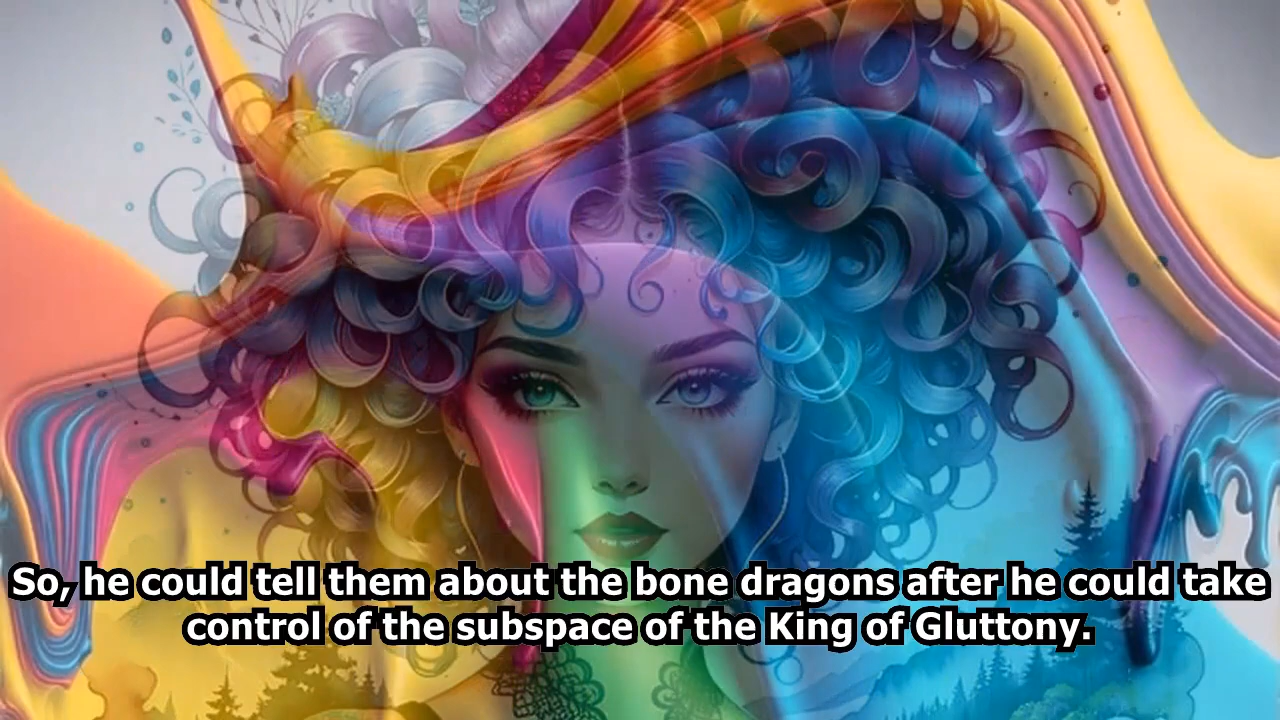 So, he could tell them about the bone dragons after he could take
control of the subspace of the King of Gluttony.